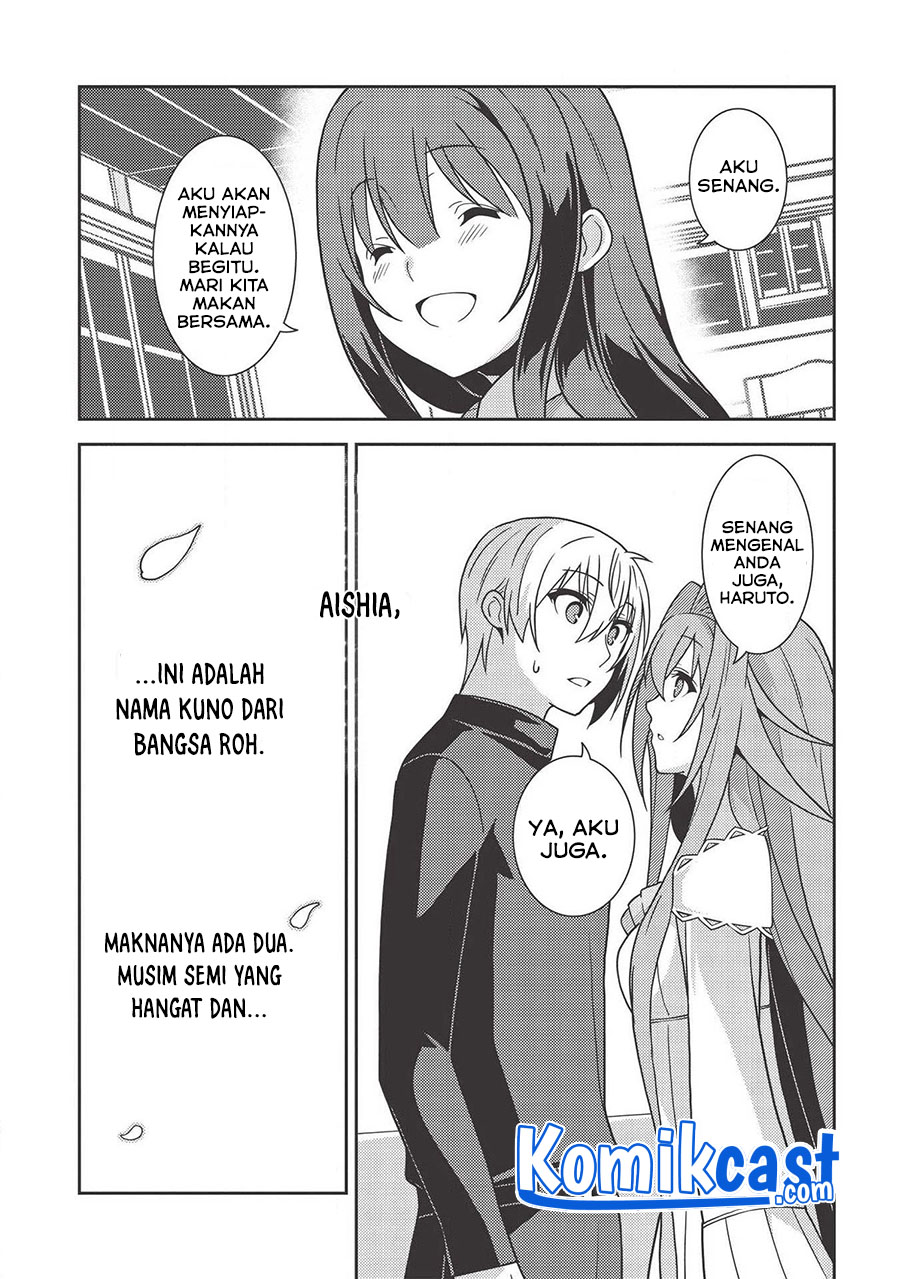 AKU
SENANG.
AKU AKAN
MENYIAP-
KANNYA
KALAU
BEGITU.
MARI KITA
MAKAN
BERSAMA.
SENANG
MENGENAL
ANDA
JUGA,
HARUTO.
YA, AKU
JUGA.
AISHIA,
...INI ADALAH
NAMA KUNO DARI
BANGSA ROH.
MAKNANYA ADA DUA.
MUSIM SEMI YANG
HANGAT DAN...
Komikcast
.com